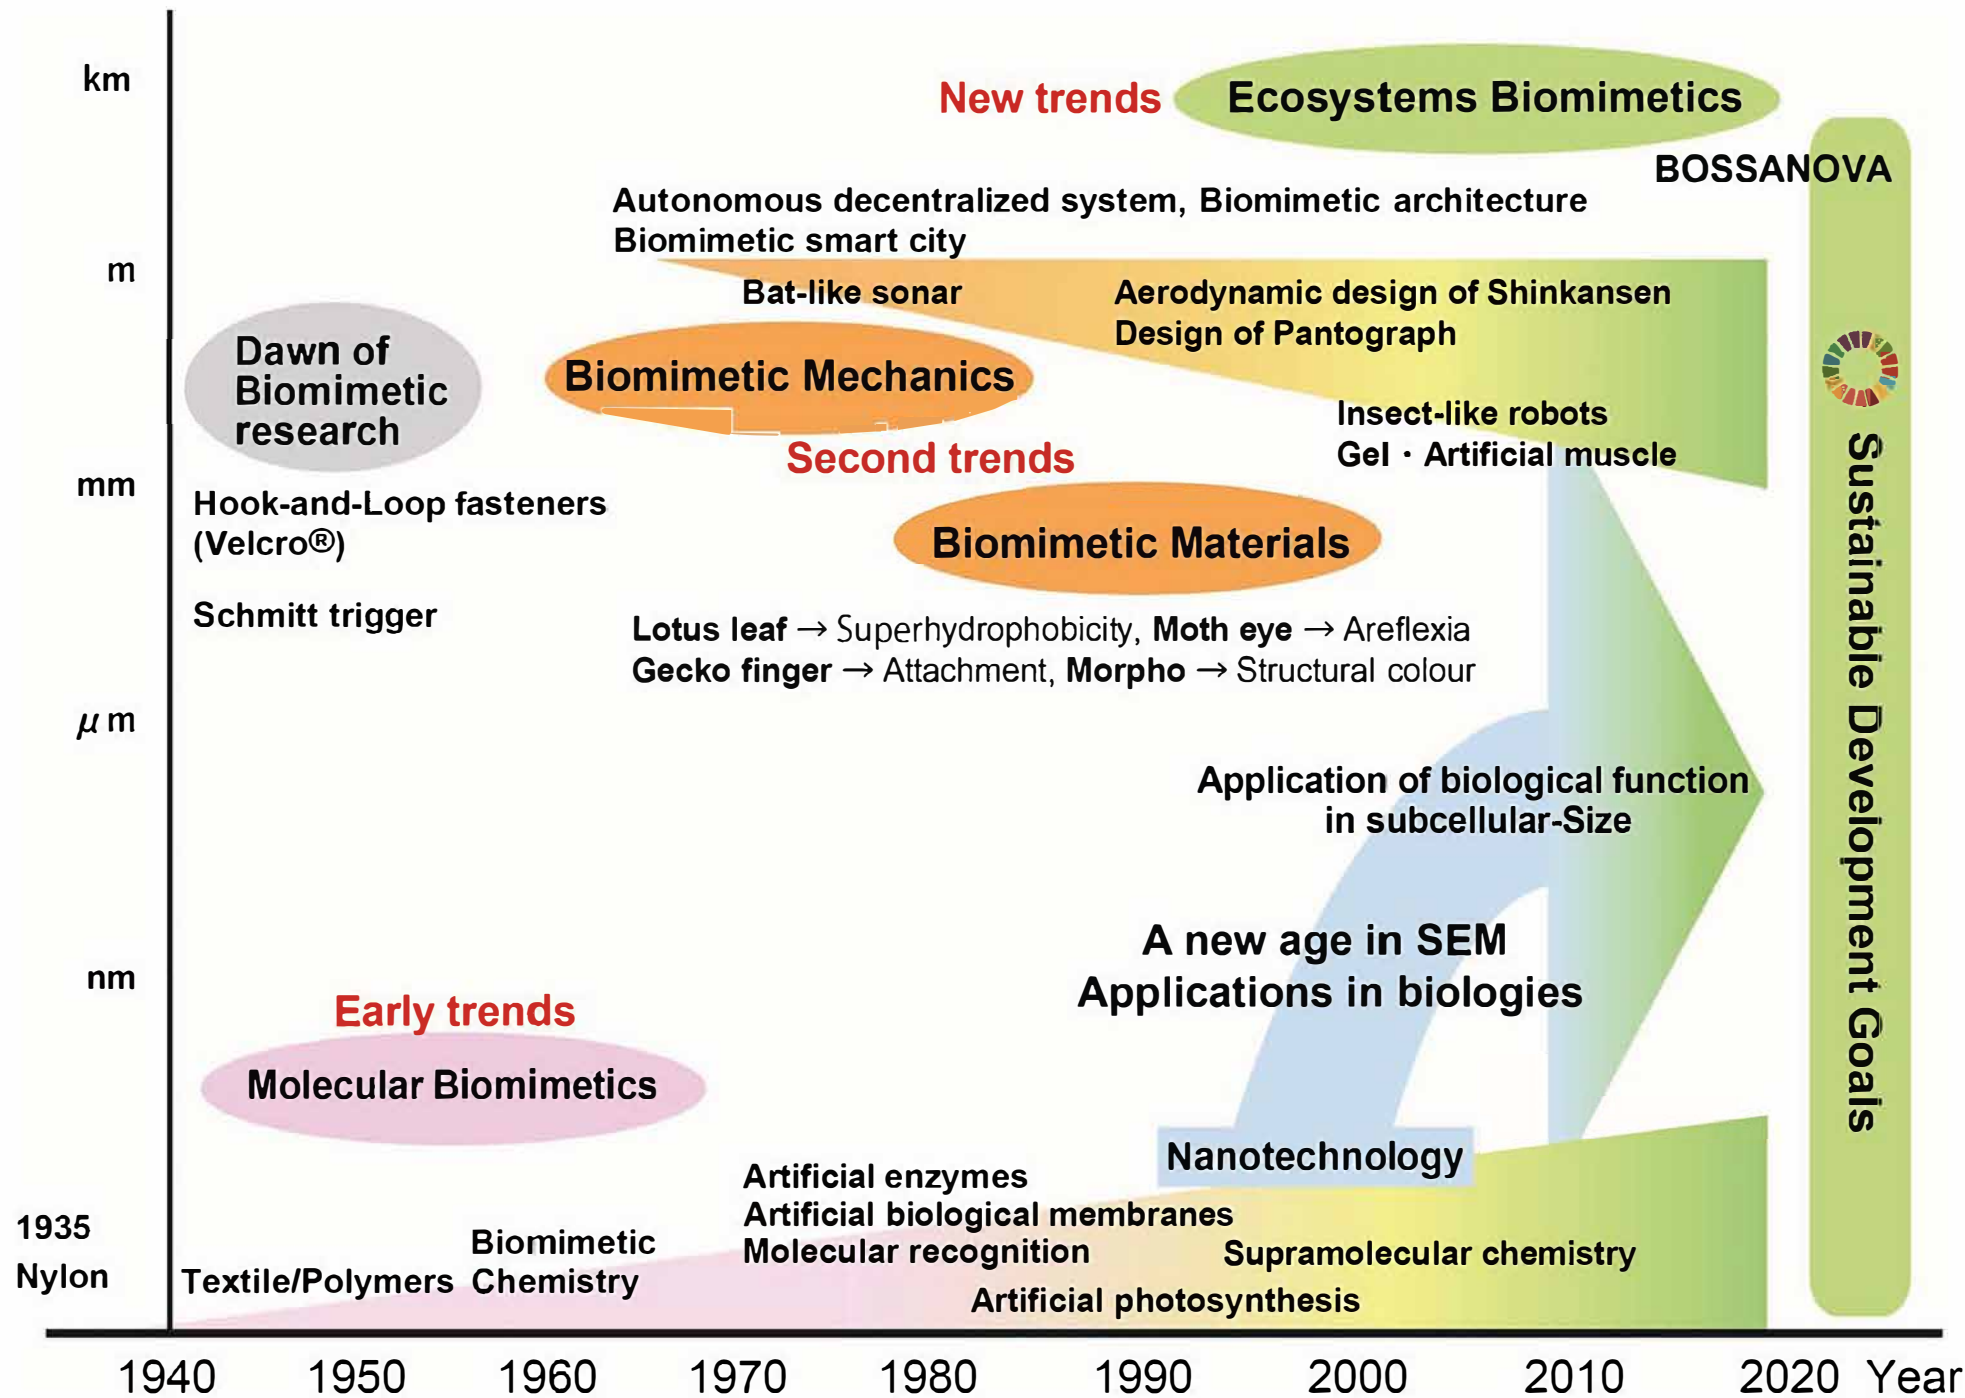 km
New trends
Ecosystems Biomimetics
BOSSANOVA
Autonomous decentralized system, Biomimetic architecture
Biomimetic smart city
m
Bat-like sonar
Aerodynamic design of Shinkansen
Design of Pantograph
Dawn of
Biomimetic
research
Biomimetic Mechanics
Insect-like robots
Gel・Artificial muscle
Second trends
mm
Hook-and-Loop fasteners
(Velcro®)
Biomimetic Materials
Schmitt trigger
Lotus leaf → Superhydrophobicity, Moth eye → Areflexia
Gecko finger → Attachment, Morpho → Structural colour
μm
Application of biological function
in subcellular-Size
A new age in SEM
Applications in biologies
nm
Early trends
Molecular Biomimetics
Nanotechnology
Artificial enzymes
Artificial biological membranes
Molecular recognition
Supramolecular chemistry
Artificial photosynthesis
Biomimetic
Chemistry
Textile/Polymers
1935
Nylon
Sustainable Development Goals
1940 1950 1960 1970 1980 1990 2000 2010 2020 Year